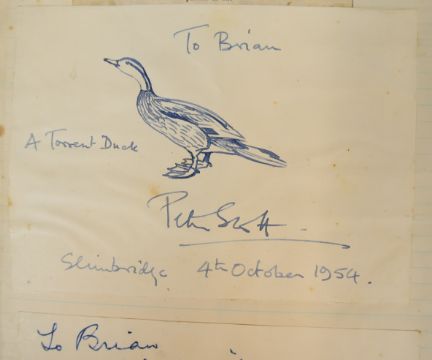 To Brian
A Torrent Duck
Peter Scott
Slimbridge 4th October 1954.
To Brian